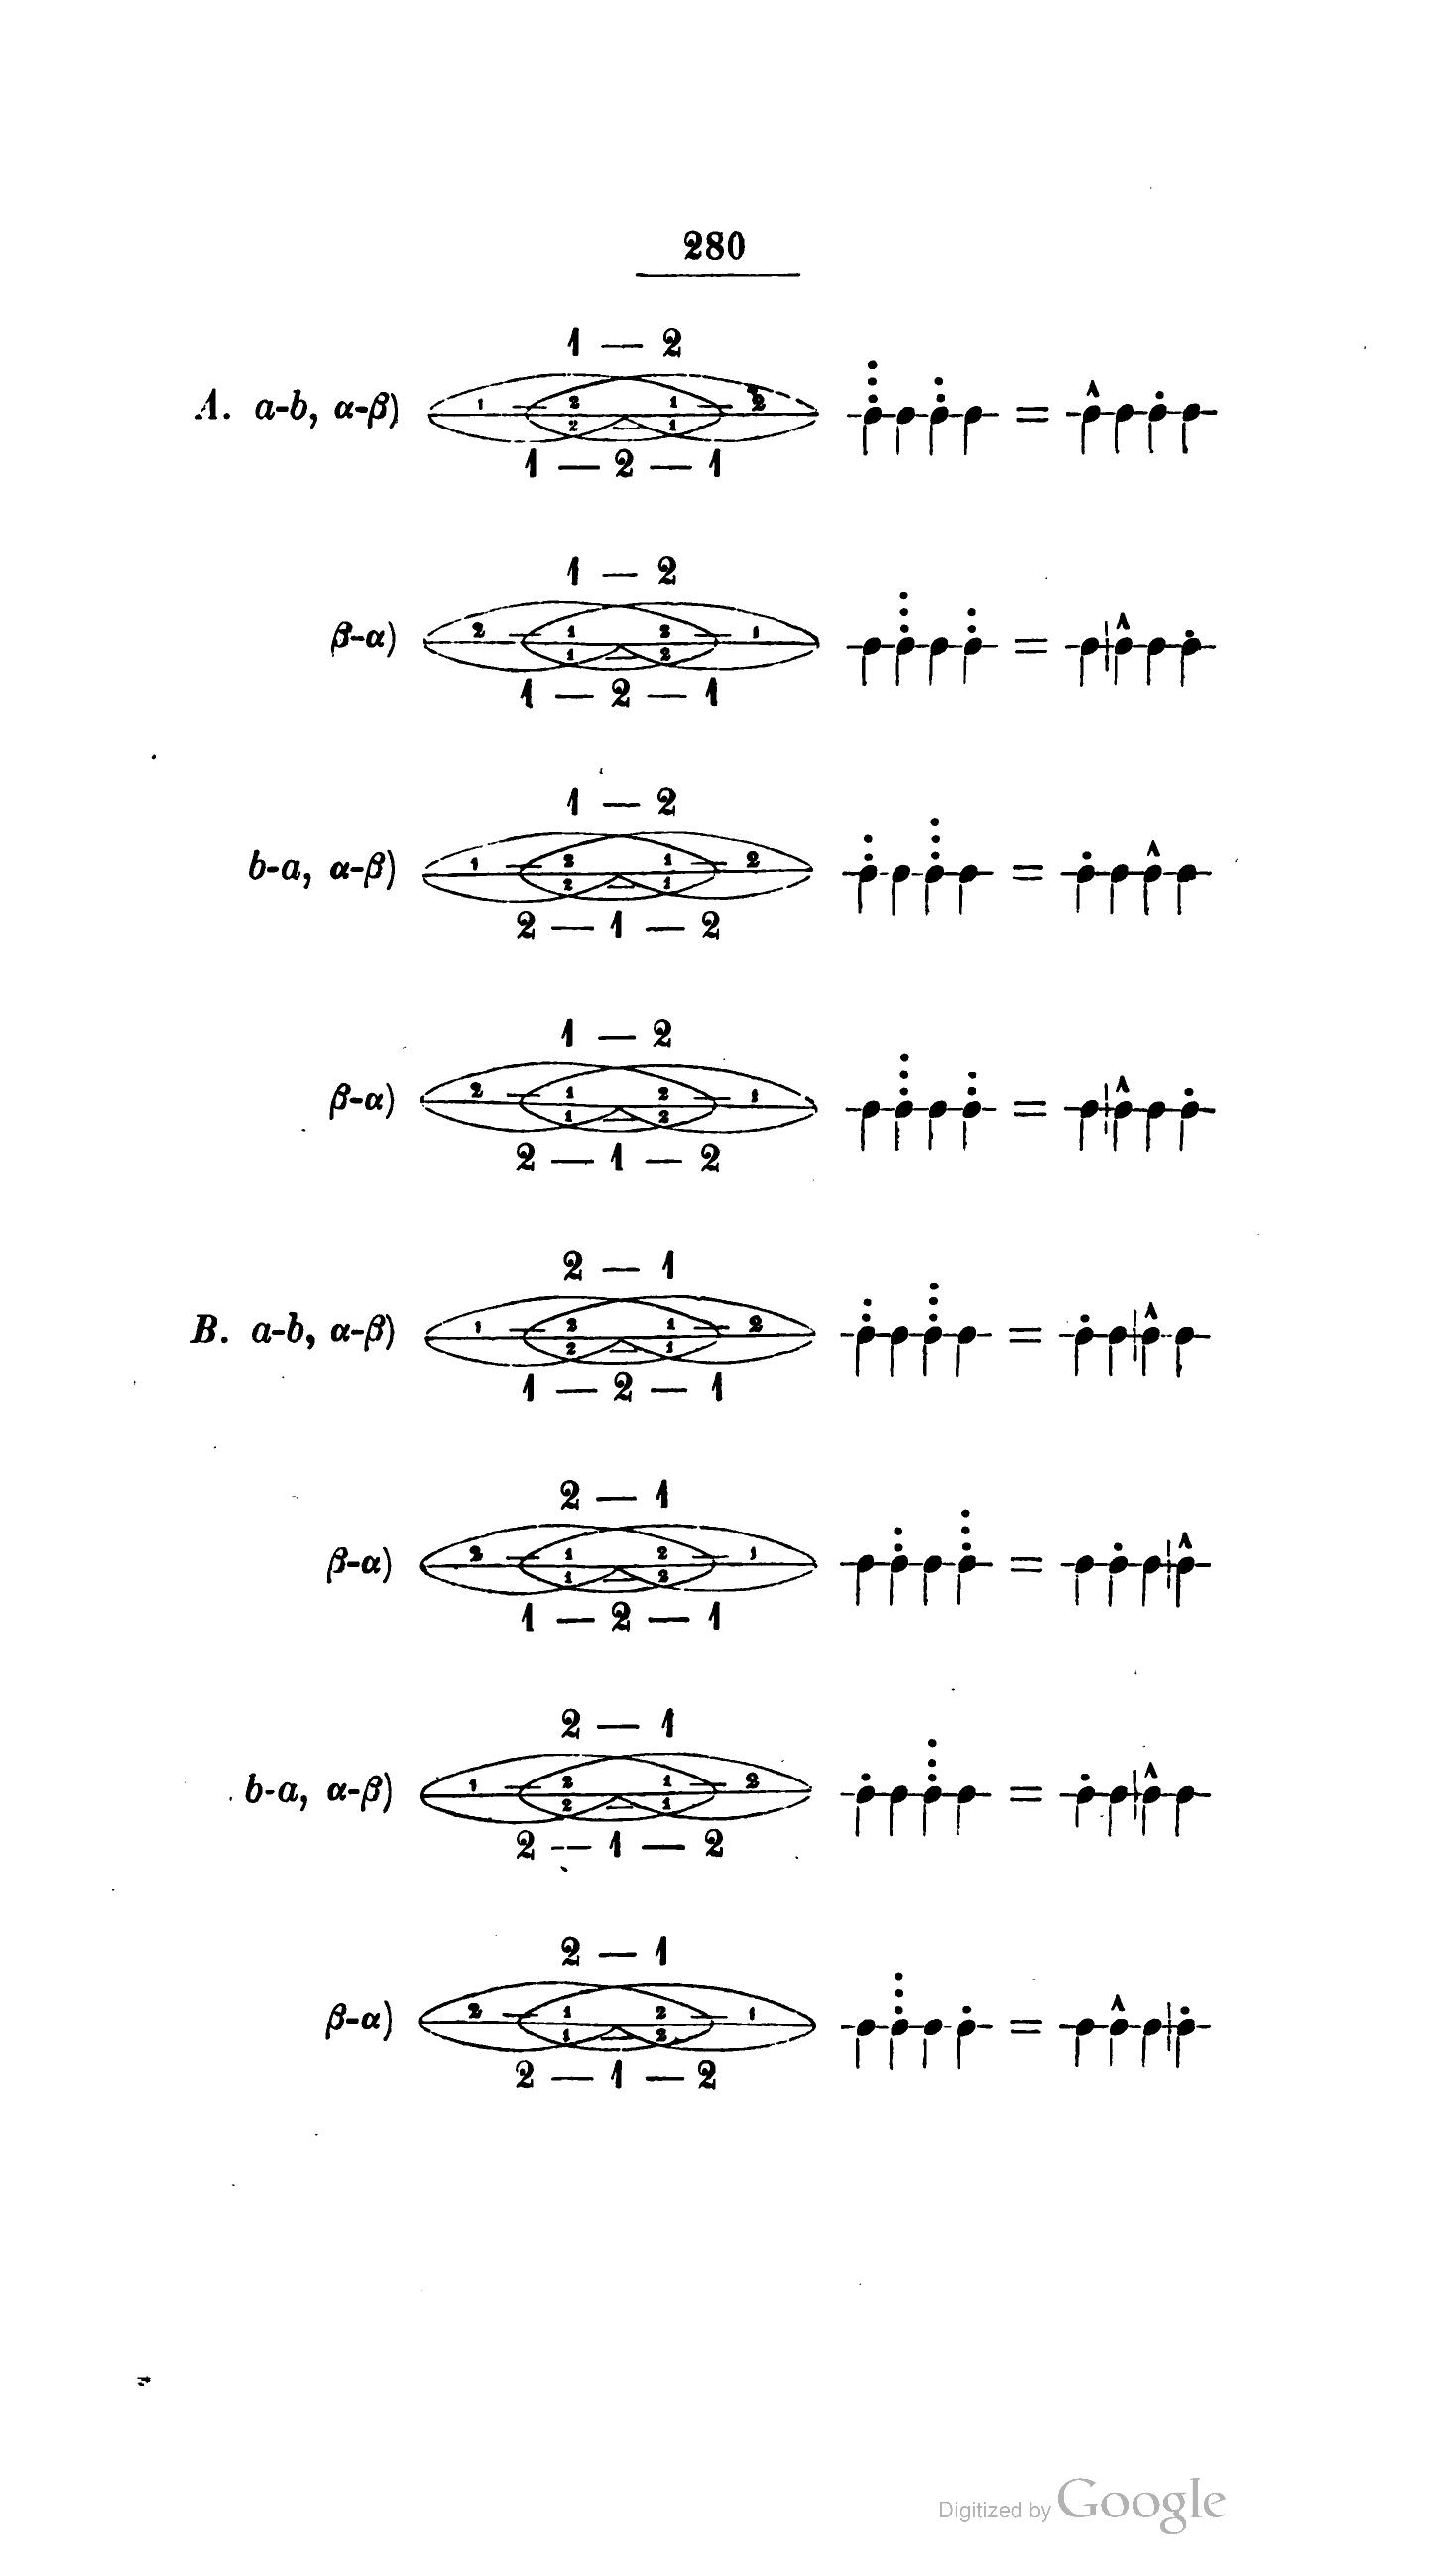 280
1 — 2
A. a-b, α-β) 1 — 2 1 — 2 =
2 — 1
1 — 2 — 1
1 — 2
β-α) 2 — 1 2 — 1 =
1 — 2
1 — 2 — 1
1 — 2
b-a, α-β) 1 — 2 1 — 2 =
2 — 1
2 — 1 — 2
1 — 2
β-α) 2 — 1 2 — 1 =
1 — 2
2 — 1 — 2
2 — 1
B. a-b, α-β) 1 — 2 1 — 2 =
2 — 1
1 — 2 — 1
2 — 1
β-α) 2 — 1 2 — 1 =
1 — 2
1 — 2 — 1
2 — 1
b-a, α-β) 1 — 2 1 — 2 =
2 — 1
2 — 1 — 2
2 — 1
β-α) 2 — 1 2 — 1 =
1 — 2
2 — 1 — 2
Digitized by Google